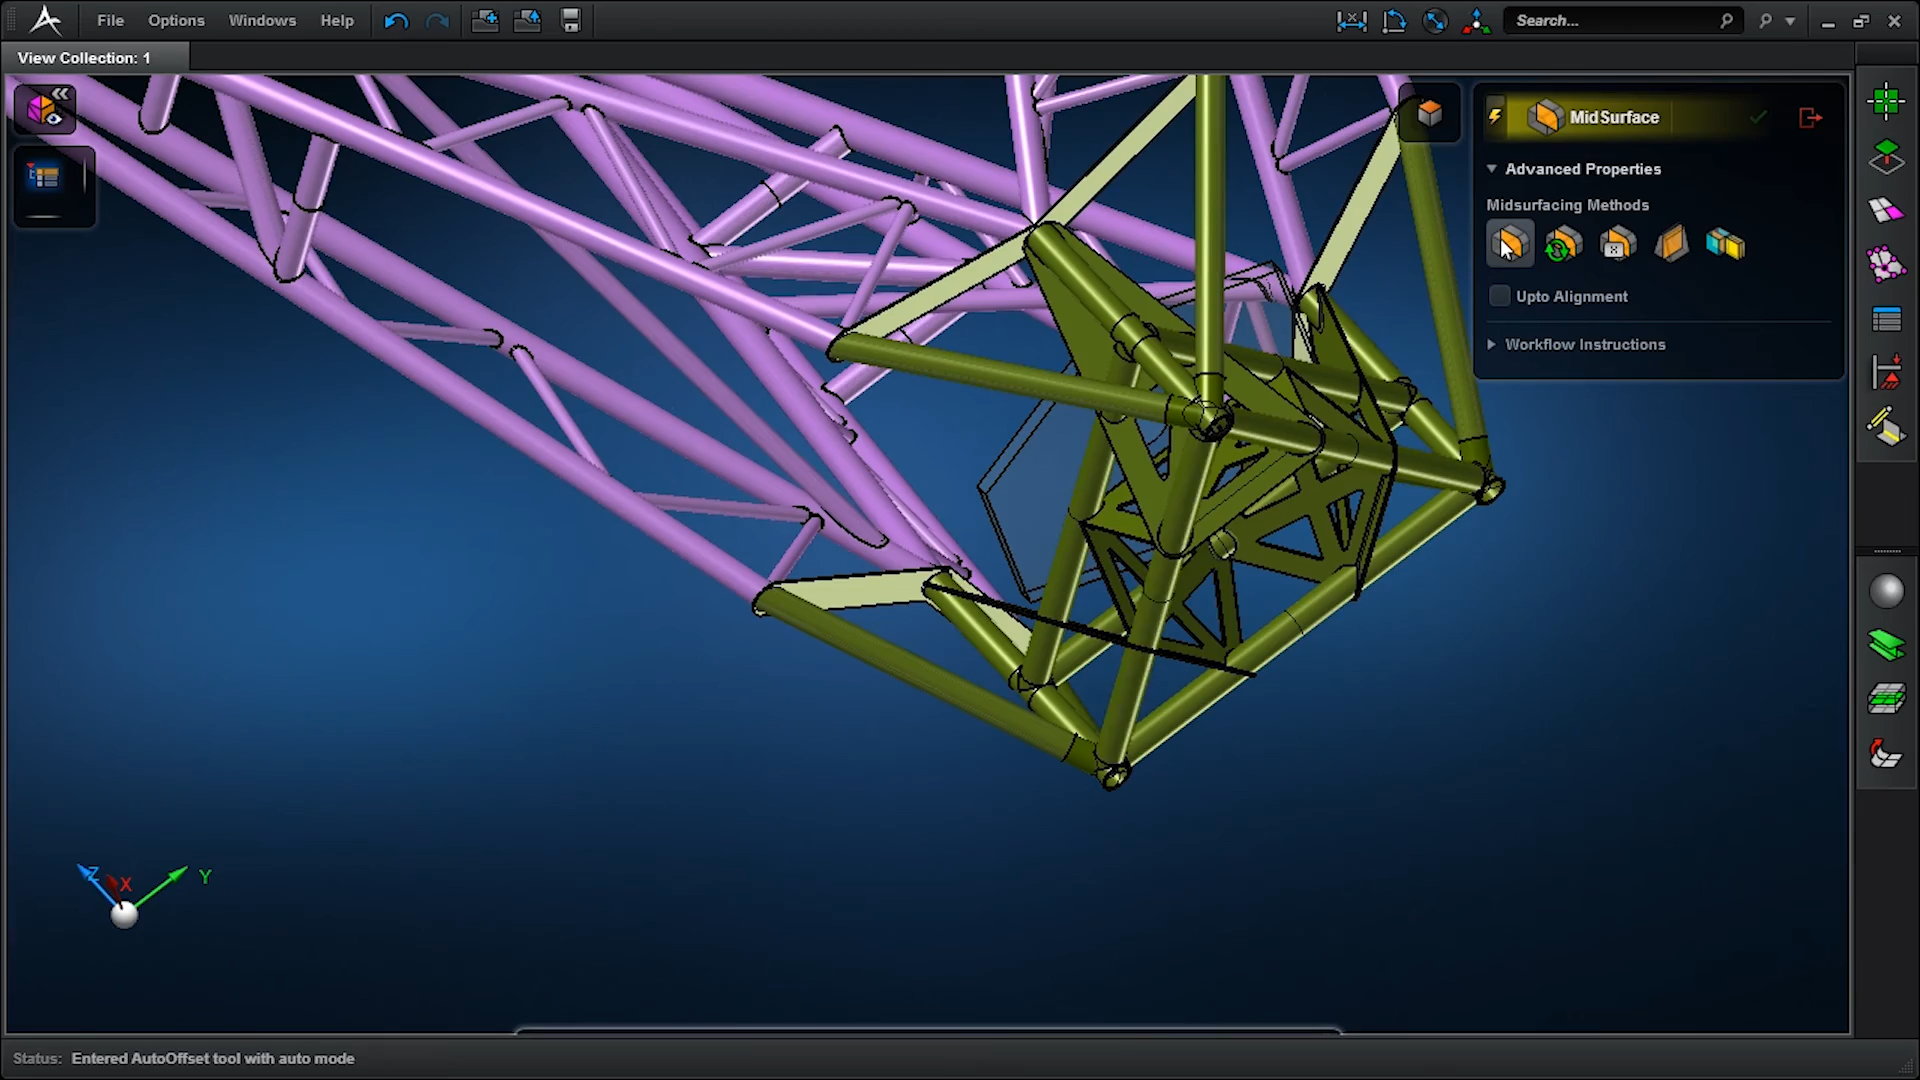 File Options Windows Help
Search...
View Collection: 1
MidSurface
Advanced Properties
Midsurfacing Methods
Upto Alignment
Workflow Instructions
Z X Y
Status: Entered AutoOffset tool with auto mode